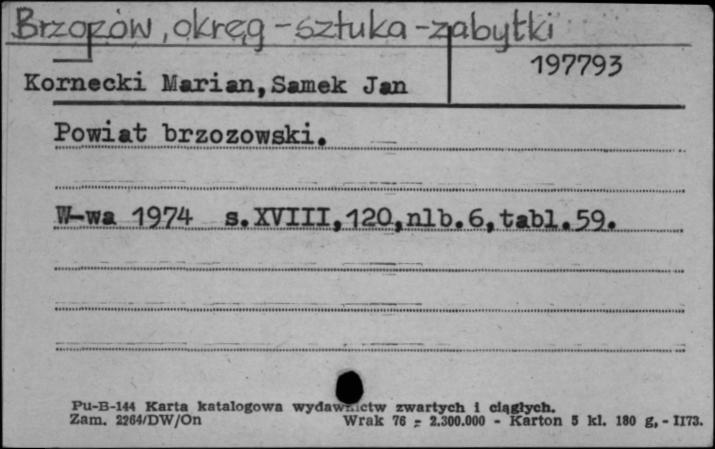 Brzozów, okręg - sztuka - zabytki
197793
Kornecki Marian, Samek Jan
Powiat brzozowski.
W-wa 1974 s. XVIII, 120, nlb. 6, tabl. 59.
Pu-B-144 Karta katalogowa wydawnictw zwartych i ciągłych.
Zam. 2264/DW/On Wrak 76 - 2.300.000 - Karton 5 kl. 180 g, - II73.